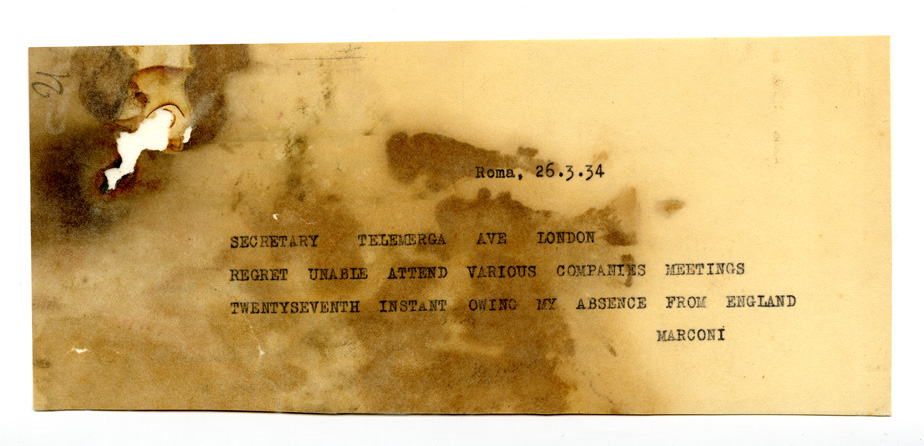 21
Roma, 26.3.34
SECRETARY TELEMERGA AVE LONDON
REGRET UNABLE ATTEND VARIOUS COMPANIES MEETINGS
TWENTYSEVENTH INSTANT OWING MY ABSENCE FROM ENGLAND
MARCONI